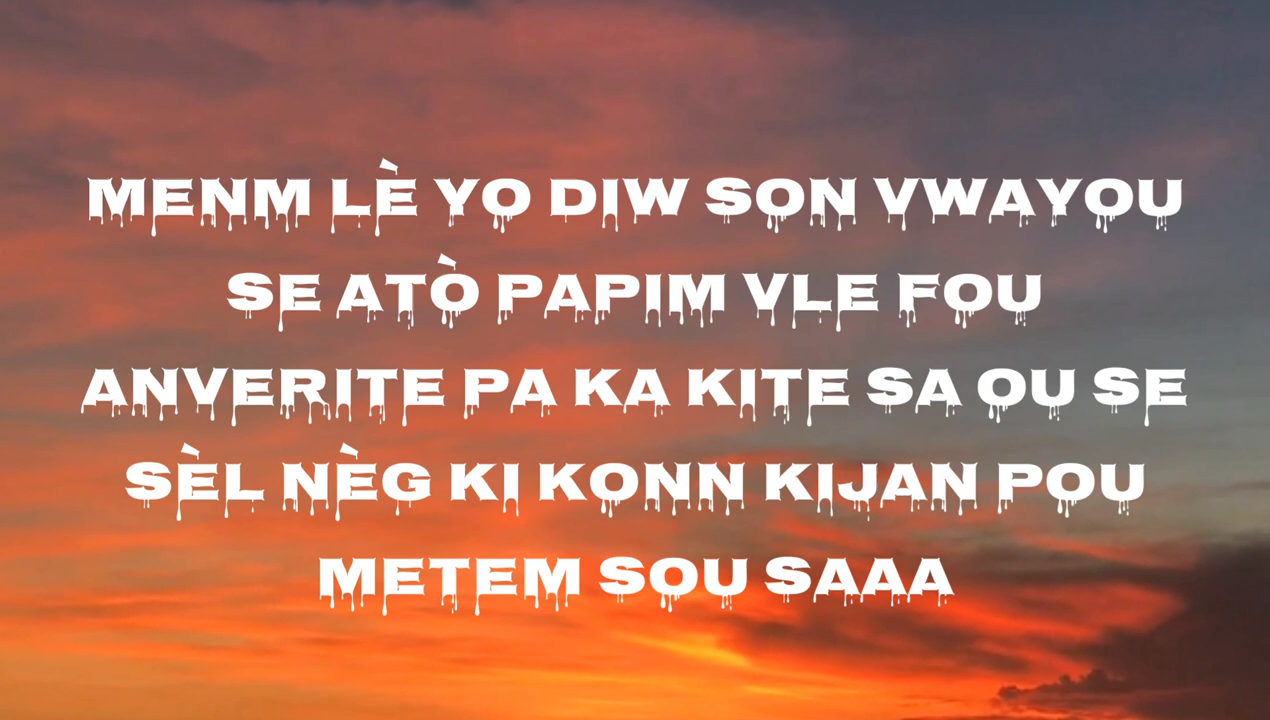 MENM LÈ YO DIW SON VWAYOU
SE ATÒ PAPIM VLE FOU
ANVERITE PA KA KITE SA OU SE
SÈL NÈG KI KONN KIJAN POU
METEM SOU SAAA